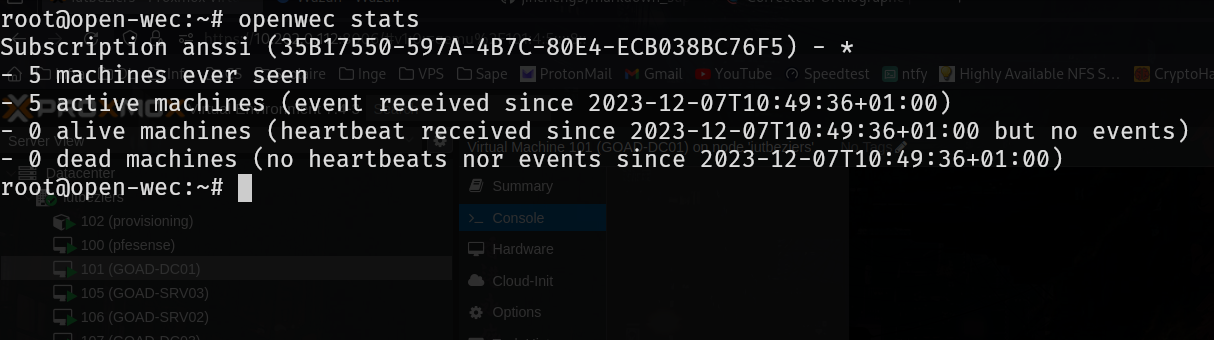 root@open-wec:~# openwec stats
Subscription anssi (35B17550-597A-4B7C-80E4-ECB038BC76F5) - *
- 5 machines ever seen
- 5 active machines (event received since 2023-12-07T10:49:36+01:00)
- 0 alive machines (heartbeat received since 2023-12-07T10:49:36+01:00 but no events)
- 0 dead machines (no heartbeats nor events since 2023-12-07T10:49:36+01:00)
root@open-wec:~#
Inge
VPS
Sape
ProtonMail
Gmail
YouTube
Speedtest
ntfy
Highly Available NFS S...
CryptoHa
PROXMOX
Server View
Virtual Machine 101 (GOAD-DC01) on node 'iutbeziers'
No Tags
Datacenter
iutbeziers
102 (provisioning)
100 (pfesense)
101 (GOAD-DC01)
105 (GOAD-SRV03)
106 (GOAD-SRV02)
Summary
Console
Hardware
Cloud-Init
Options